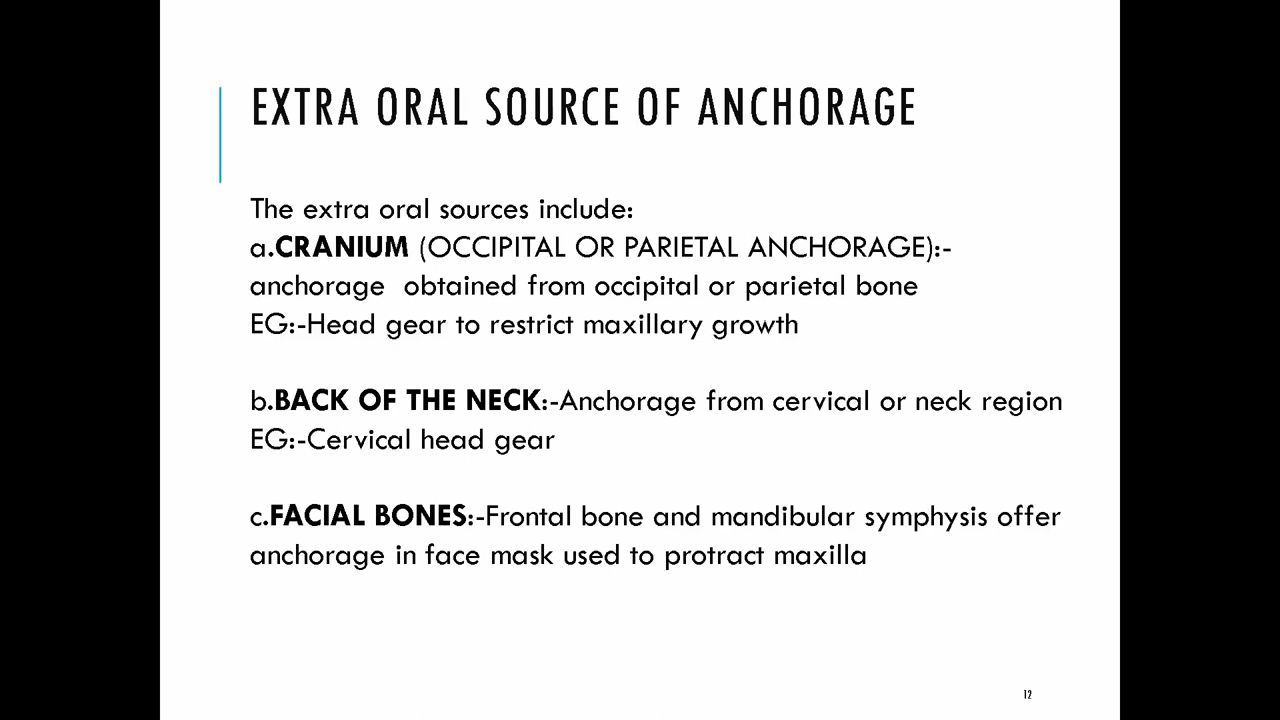 EXTRA ORAL SOURCE OF ANCHORAGE
The extra oral sources include:
a.CRANIUM (OCCIPITAL OR PARIETAL ANCHORAGE):-
anchorage  obtained from occipital or parietal bone
EG:-Head gear to restrict maxillary growth
b.BACK OF THE NECK:-Anchorage from cervical or neck region
EG:-Cervical head gear
c.FACIAL BONES:-Frontal bone and mandibular symphysis offer
anchorage in face mask used to protract maxilla
12